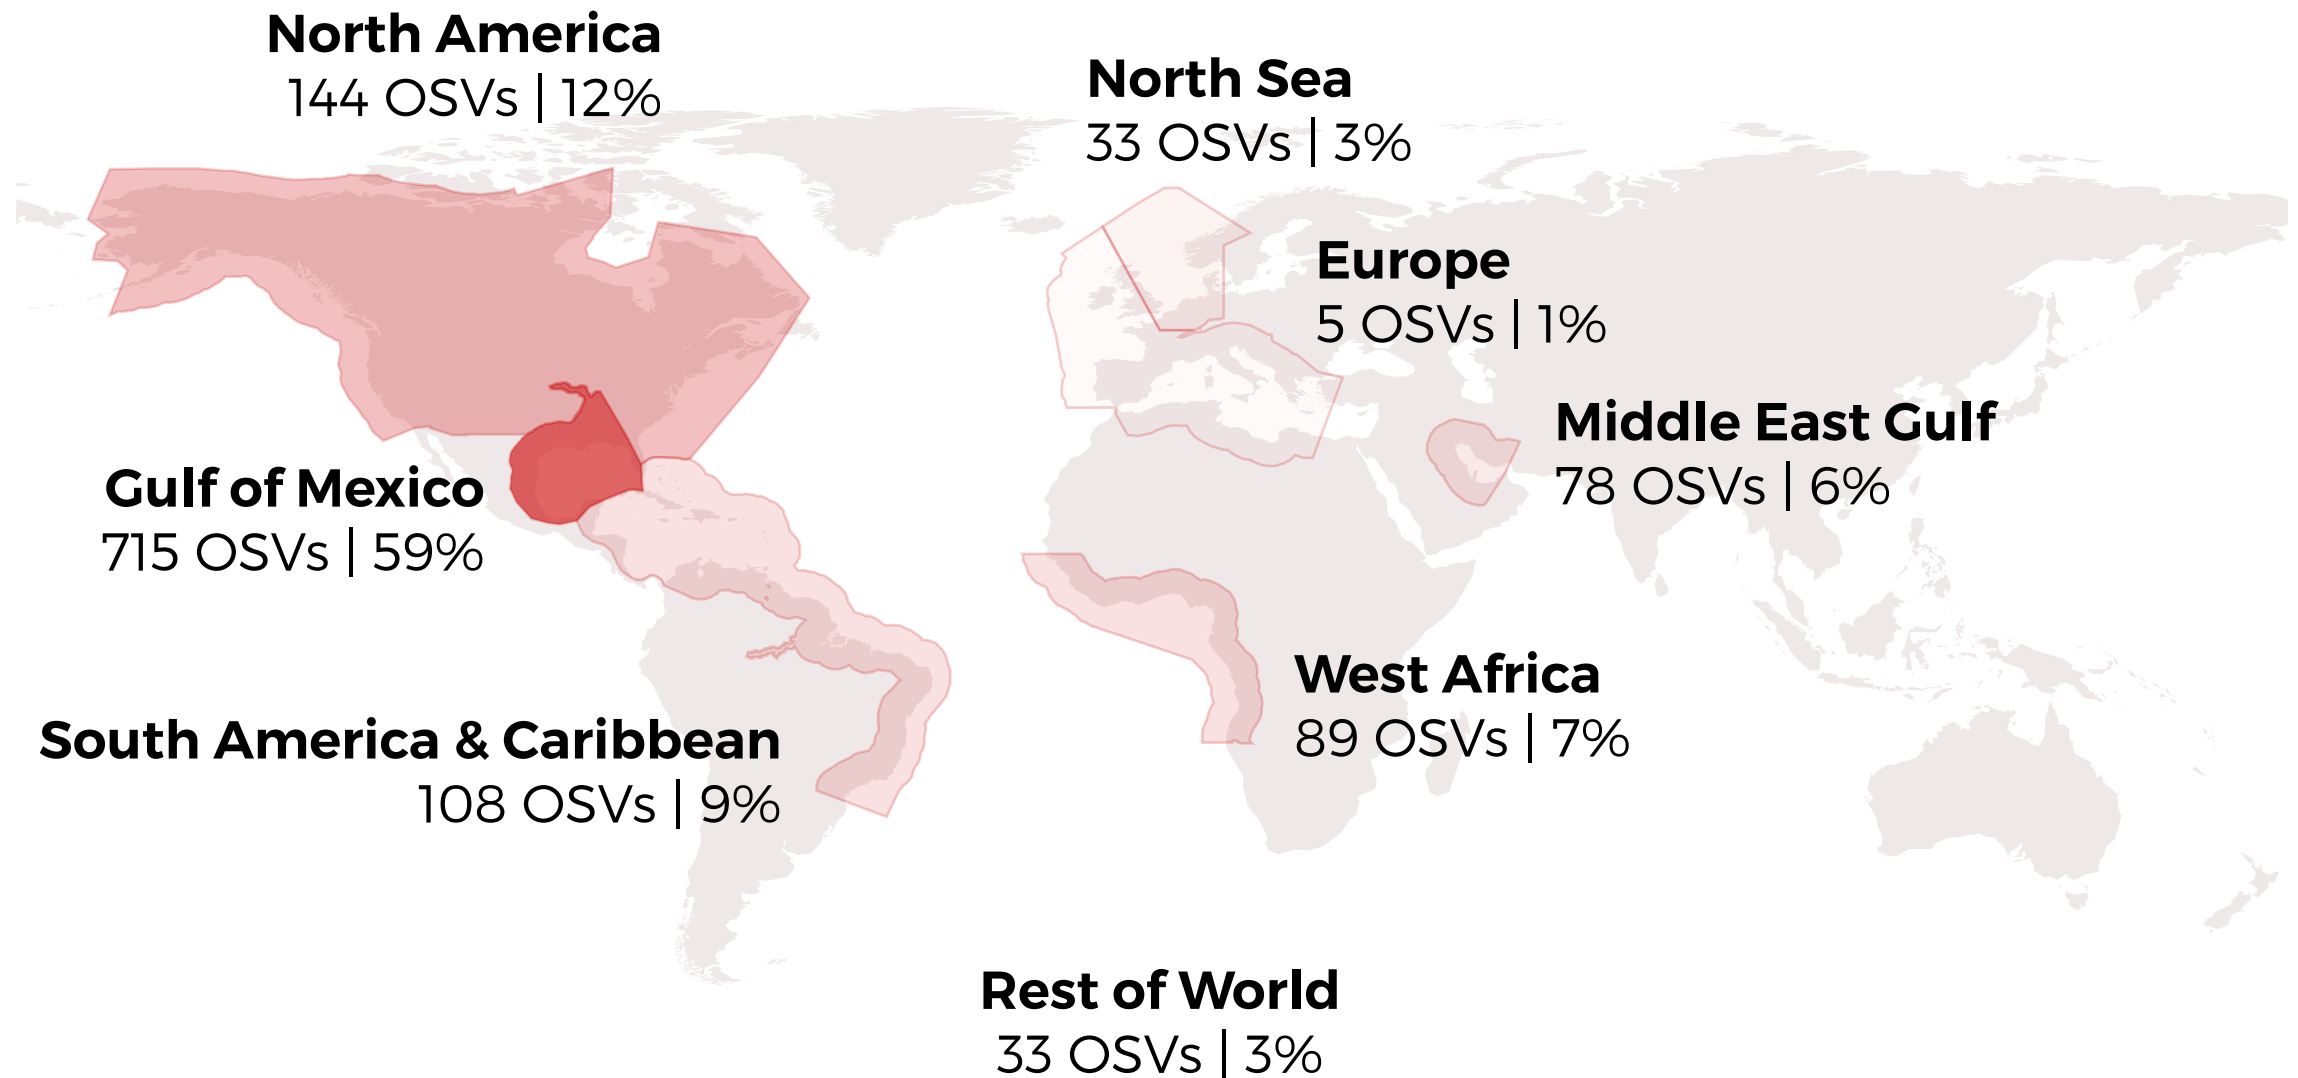 North America
144 OSVs | 12%
North Sea
33 OSVs | 3%
Europe
5 OSVs | 1%
Middle East Gulf
78 OSVs | 6%
Gulf of Mexico
715 OSVs | 59%
West Africa
89 OSVs | 7%
South America & Caribbean
108 OSVs | 9%
Rest of World
33 OSVs | 3%